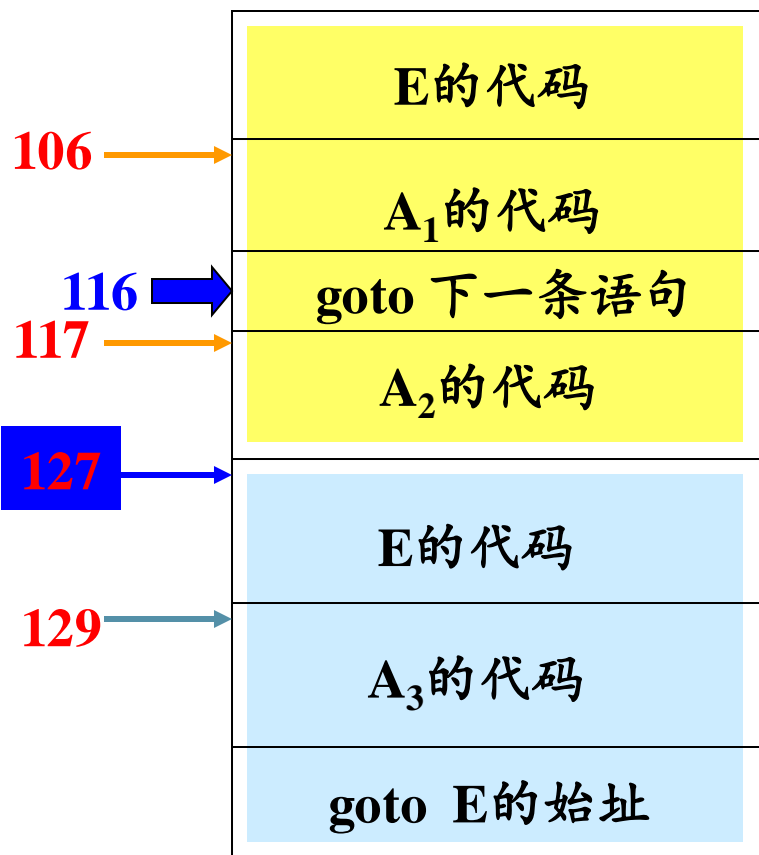 E的代码
106
A₁的代码
116
goto 下一条语句
117
A₂的代码
127
E的代码
129
A₃的代码
goto E的始址